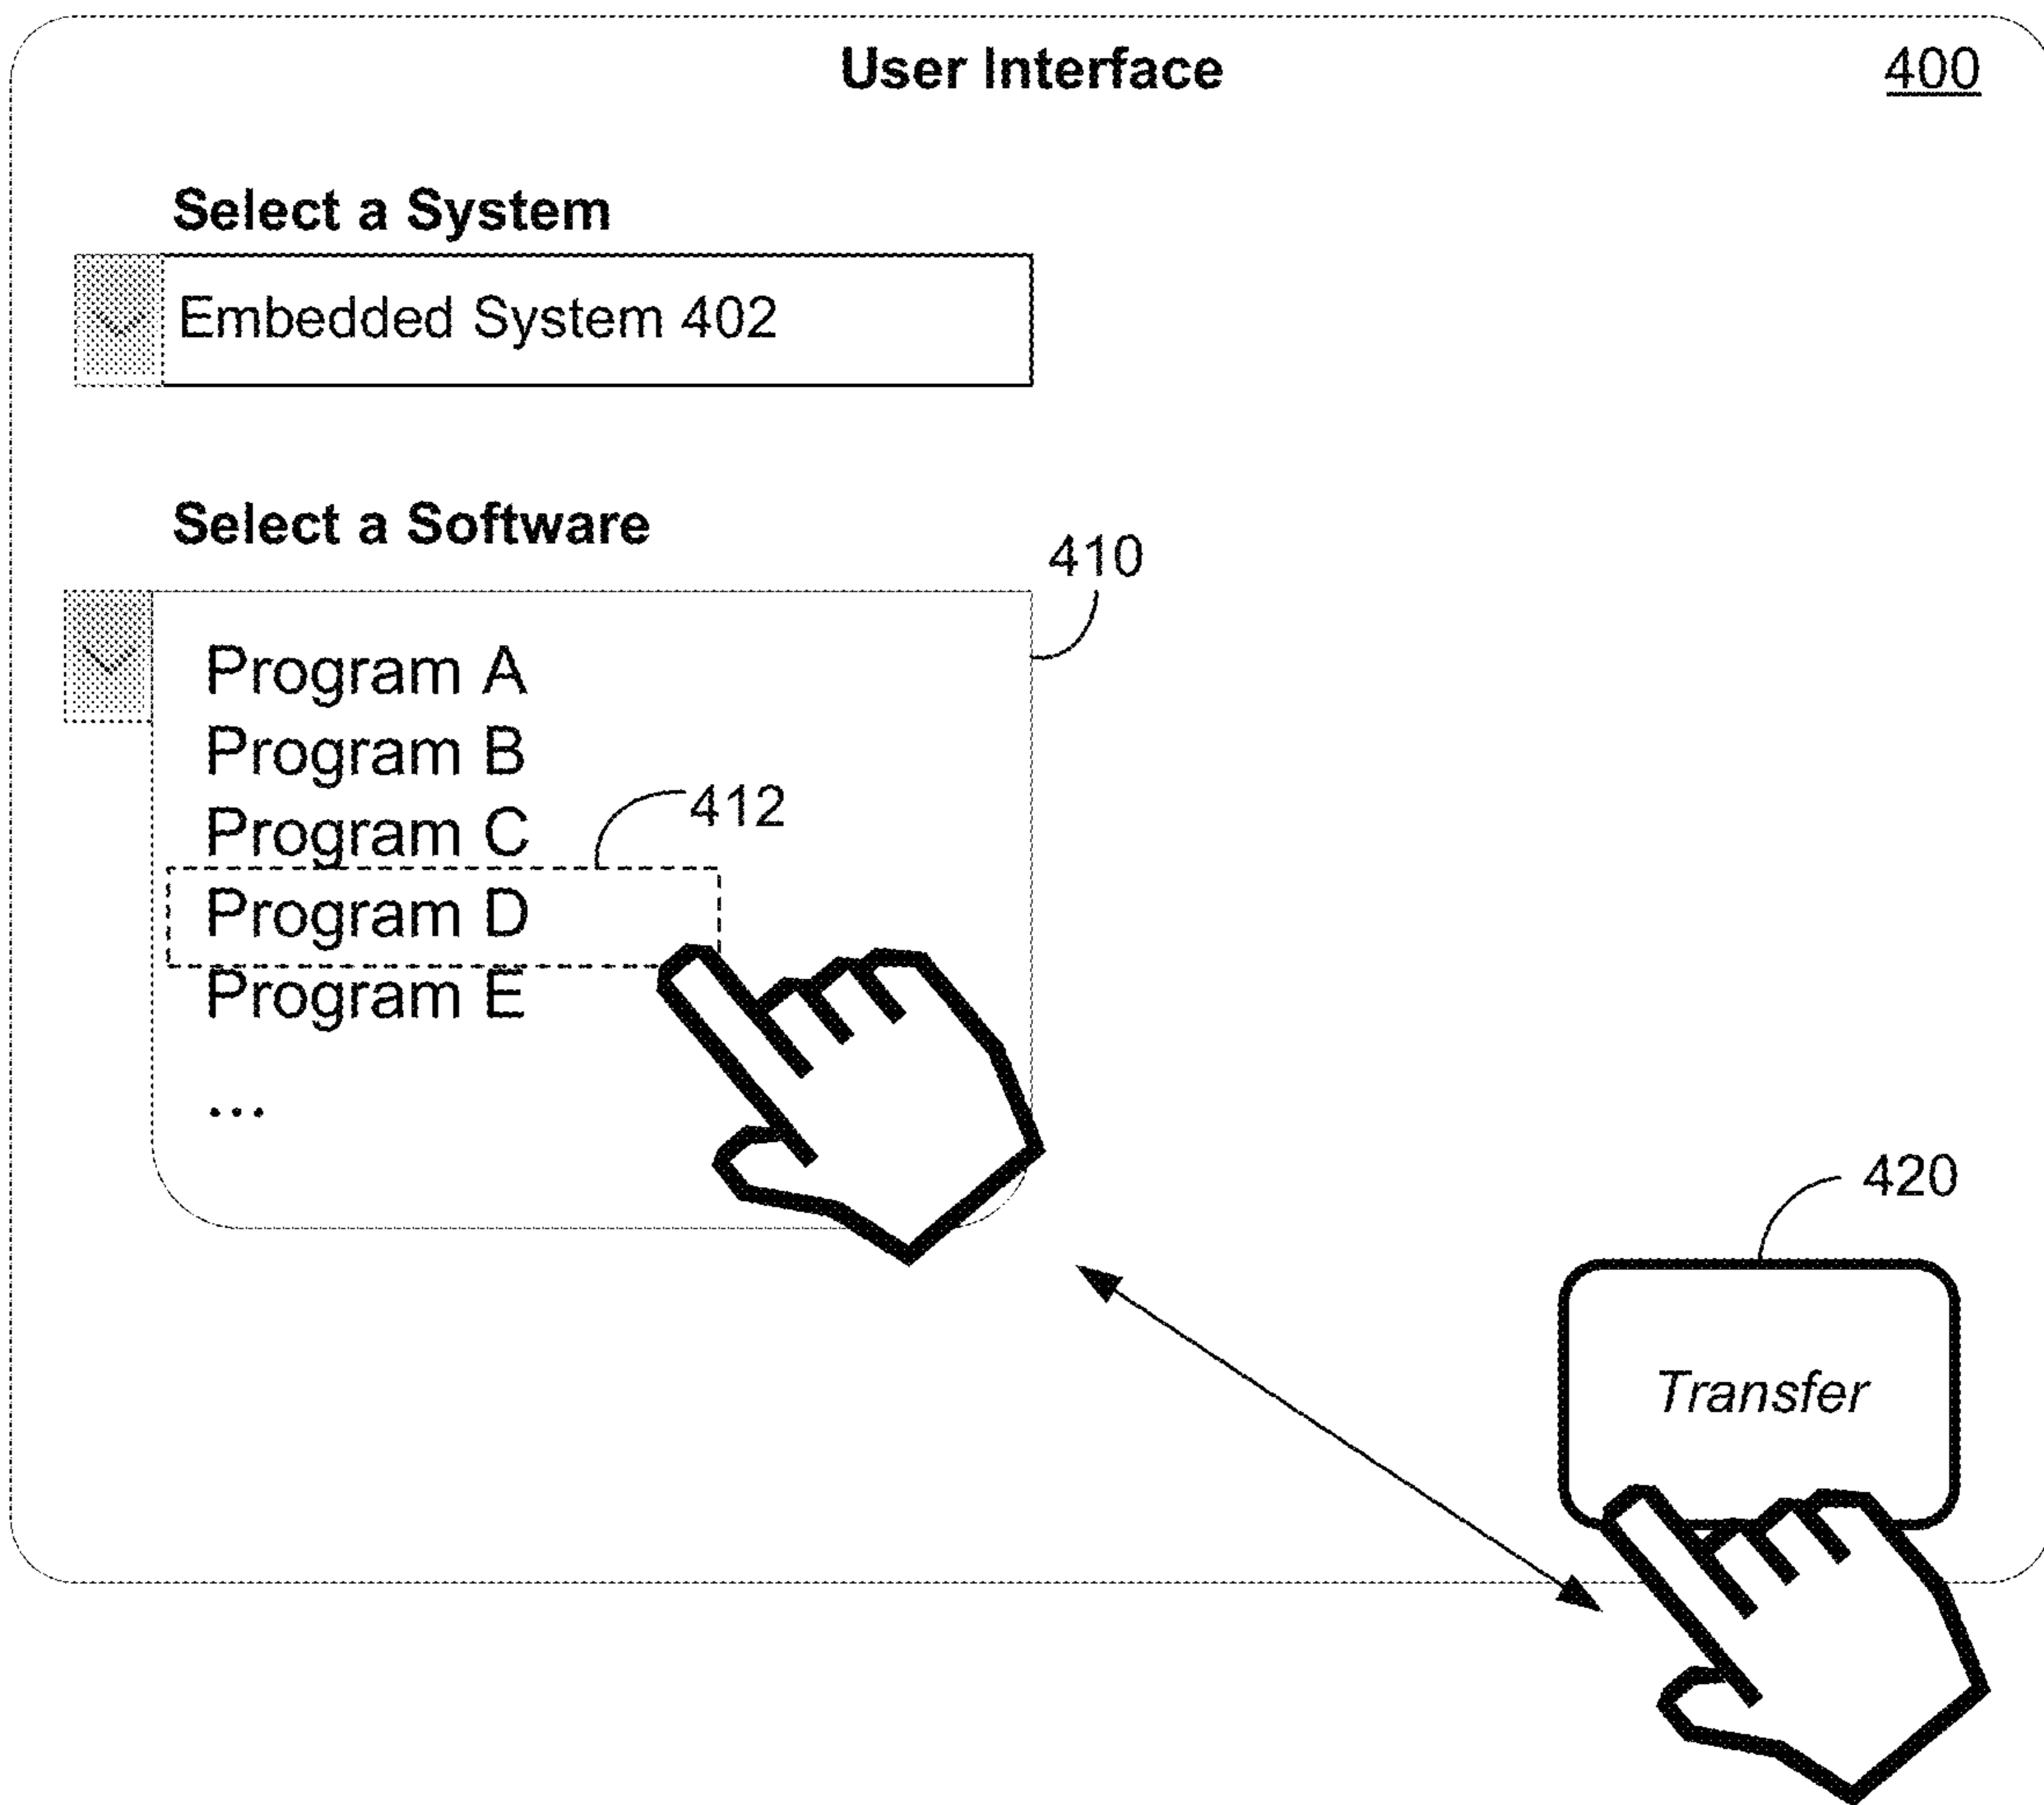 User Interface 400
Select a System
Embedded System 402
Select a Software
410
Program A
Program B
412
Program C
Program D
Program E
...
420
Transfer